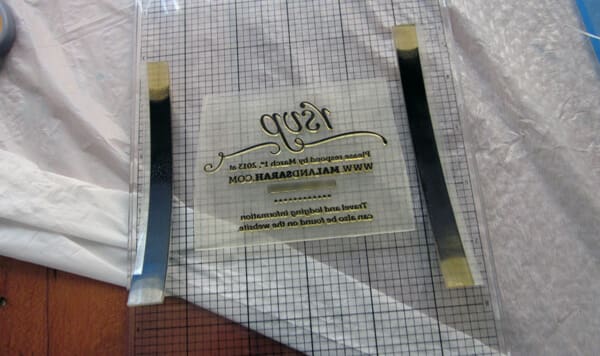 rsvp
Please respond by March 1st, 2013 at
WWW.MALANDSARAH.COM
Travel and lodging information
can also be found on the website.